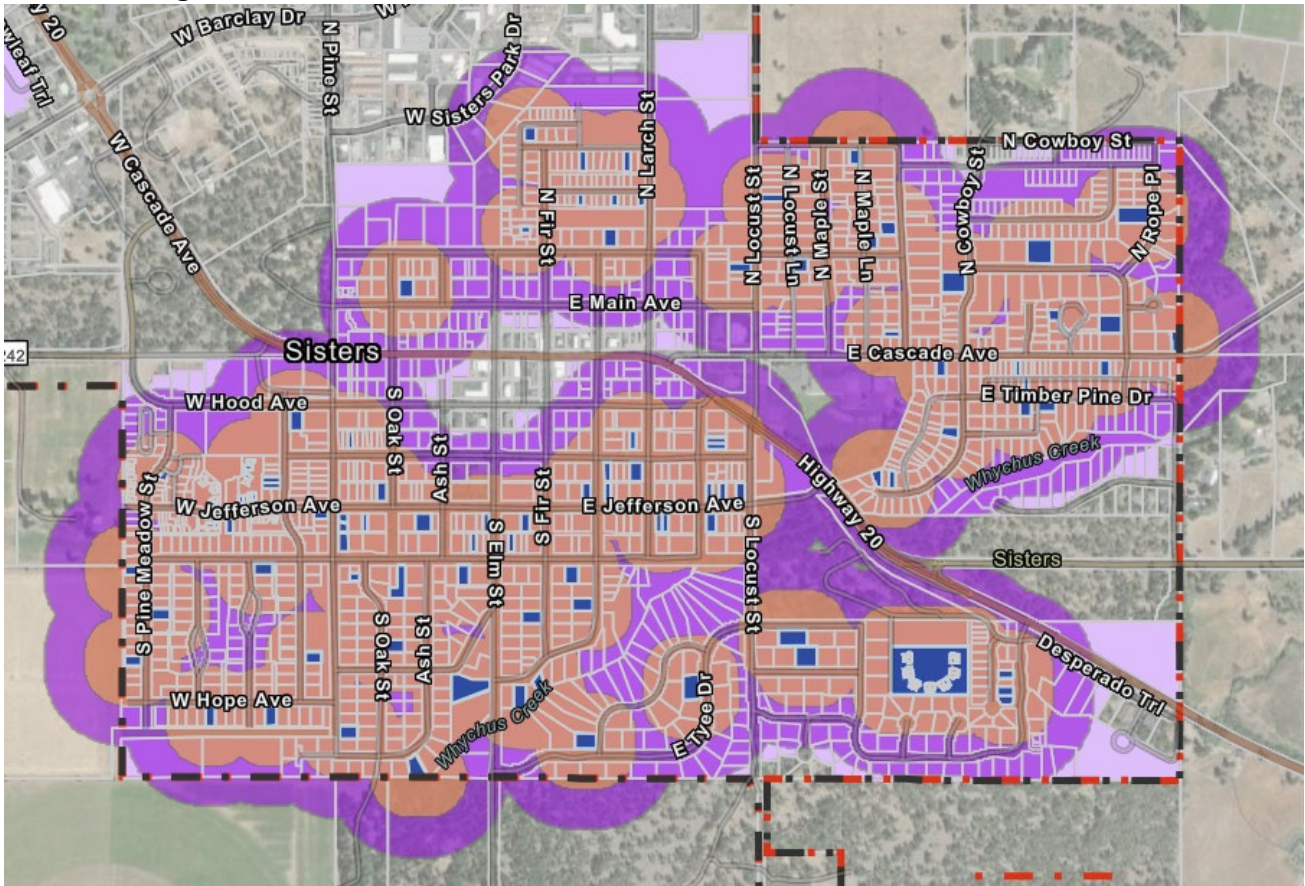 y 20
W Barclay Dr
W
N Pine St
wleaf Trl
W Sisters Park Dr
N Larch St
W Cascade Ave
N Cowboy St
N Fir St
N Locust St
N Locust Ln
N Maple St
N Maple Ln
N Cowboy St
N Rope Pl
E Main Ave
242
Sisters
E Cascade Ave
W Hood Ave
S Oak St
Ash St
E Timber Pine Dr
Whychus Creek
Highway 20
S Pine Meadow St
W Jefferson Ave
S Fir St
E Jefferson Ave
S Elm St
S Locust St
Sisters
S Oak St
Ash St
W Hope Ave
Whychus Creek
E Tyee Dr
Desperado Trl